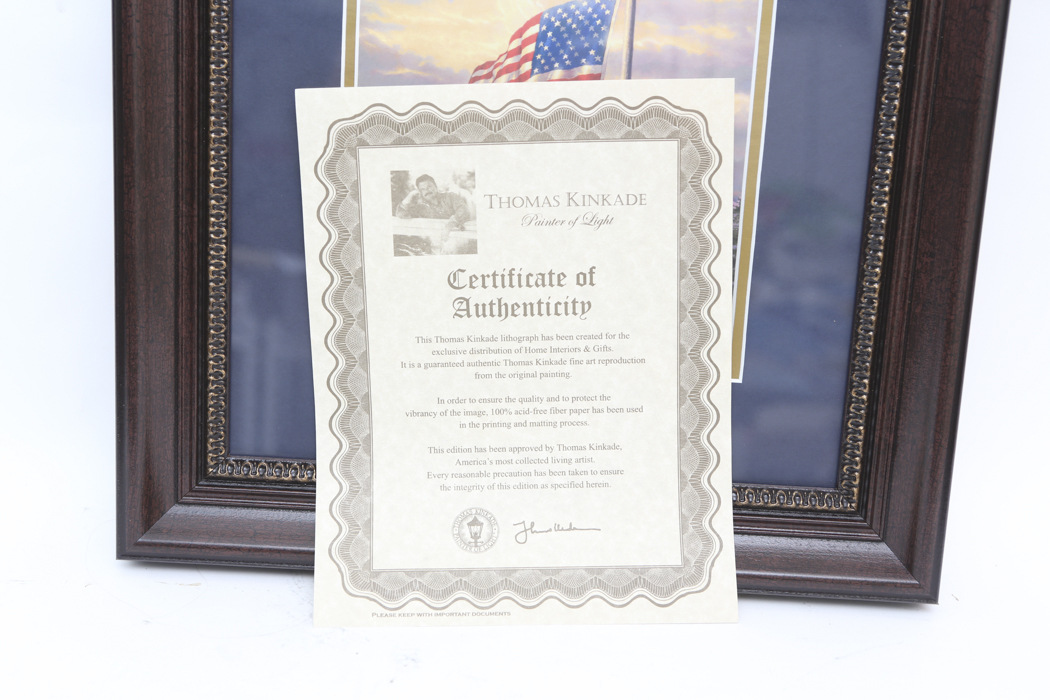 THOMAS KINKADE
Painter of Light
Certificate of
Authenticity
This Thomas Kinkade lithograph has been created for the
exclusive distribution of Home Interiors & Gifts.
It is a guaranteed authentic Thomas Kinkade fine art reproduction
from the original painting.
In order to ensure the quality and to protect the
vibrancy of the image, 100% acid-free fiber paper has been used
in the printing and matting process.
This edition has been approved by Thomas Kinkade,
America's most collected living artist.
Every reasonable precaution has been taken to ensure
the integrity of this edition as specified herein.
THOMAS KINKADE
PAINTER OF LIGHT
PLEASE KEEP WITH IMPORTANT DOCUMENTS